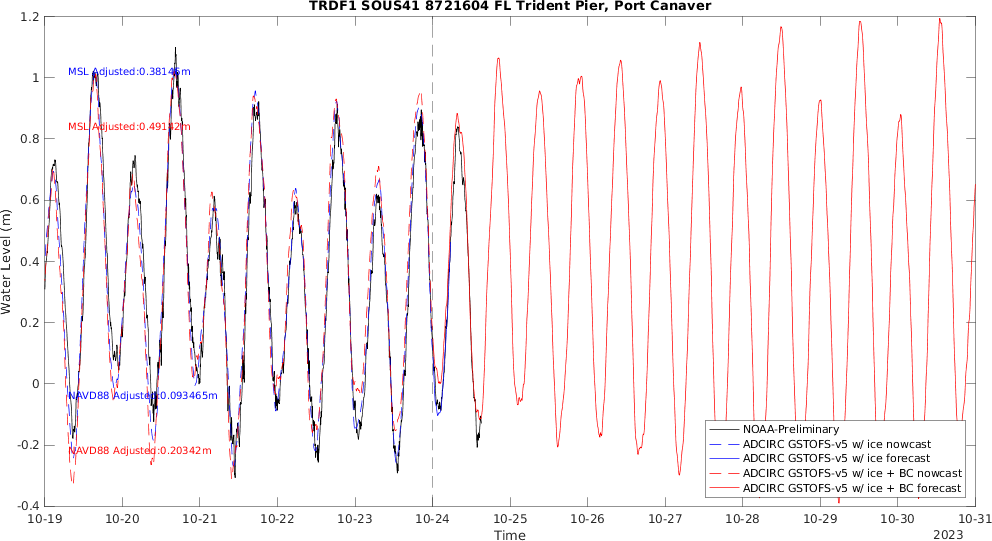 TRDF1 SOUS41 8721604 FL Trident Pier, Port Canaver
Water Level (m)
1.2
1
0.8
0.6
0.4
0.2
0
-0.2
-0.4
MSL Adjusted:0.38146m
MSL Adjusted:0.49142m
NAVD88 Adjusted:0.093465m
NAVD88 Adjusted:0.20342m
NOAA-Preliminary
ADCIRC GSTOFS-v5 w/ ice nowcast
ADCIRC GSTOFS-v5 w/ ice forecast
ADCIRC GSTOFS-v5 w/ ice + BC nowcast
ADCIRC GSTOFS-v5 w/ ice + BC forecast
10-19 10-20 10-21 10-22 10-23 10-24 10-25 10-26 10-27 10-28 10-29 10-30 10-31
Time
2023